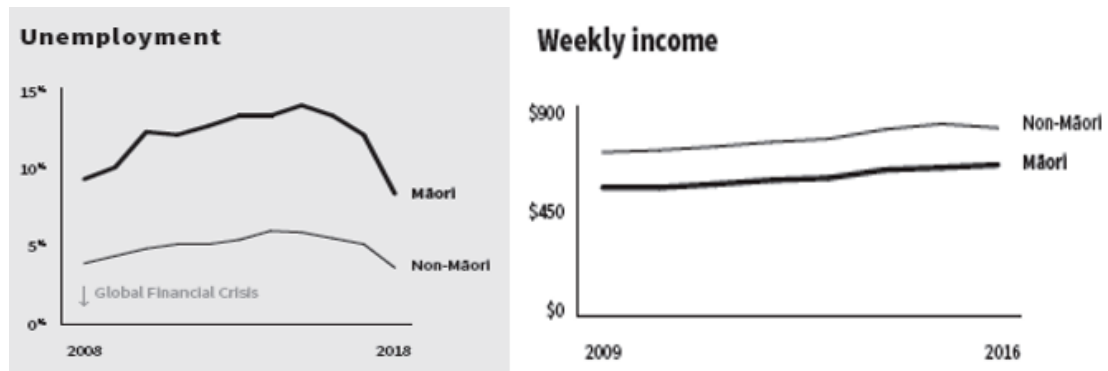 Unemployment
15%
10%
5%
0%
Māori
Non-Māori
↓ Global Financial Crisis
2008
2018
Weekly income
$900
$450
$0
Non-Māori
Māori
2009
2016